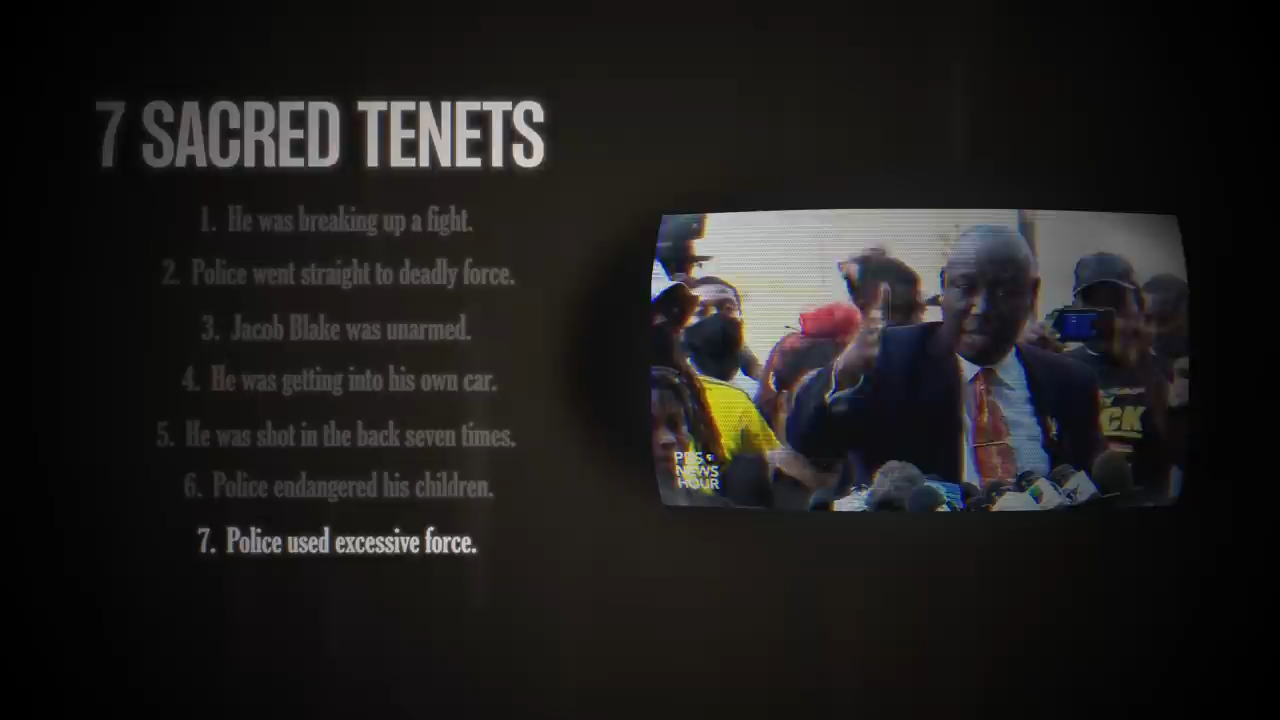 7 SACRED TENETS
1. He was breaking up a fight.
2. Police went straight to deadly force.
3. Jacob Blake was unarmed.
4. He was getting into his own car.
5. He was shot in the back seven times.
6. Police endangered his children.
7. Police used excessive force.
PBS
NEWS
HOUR
CK